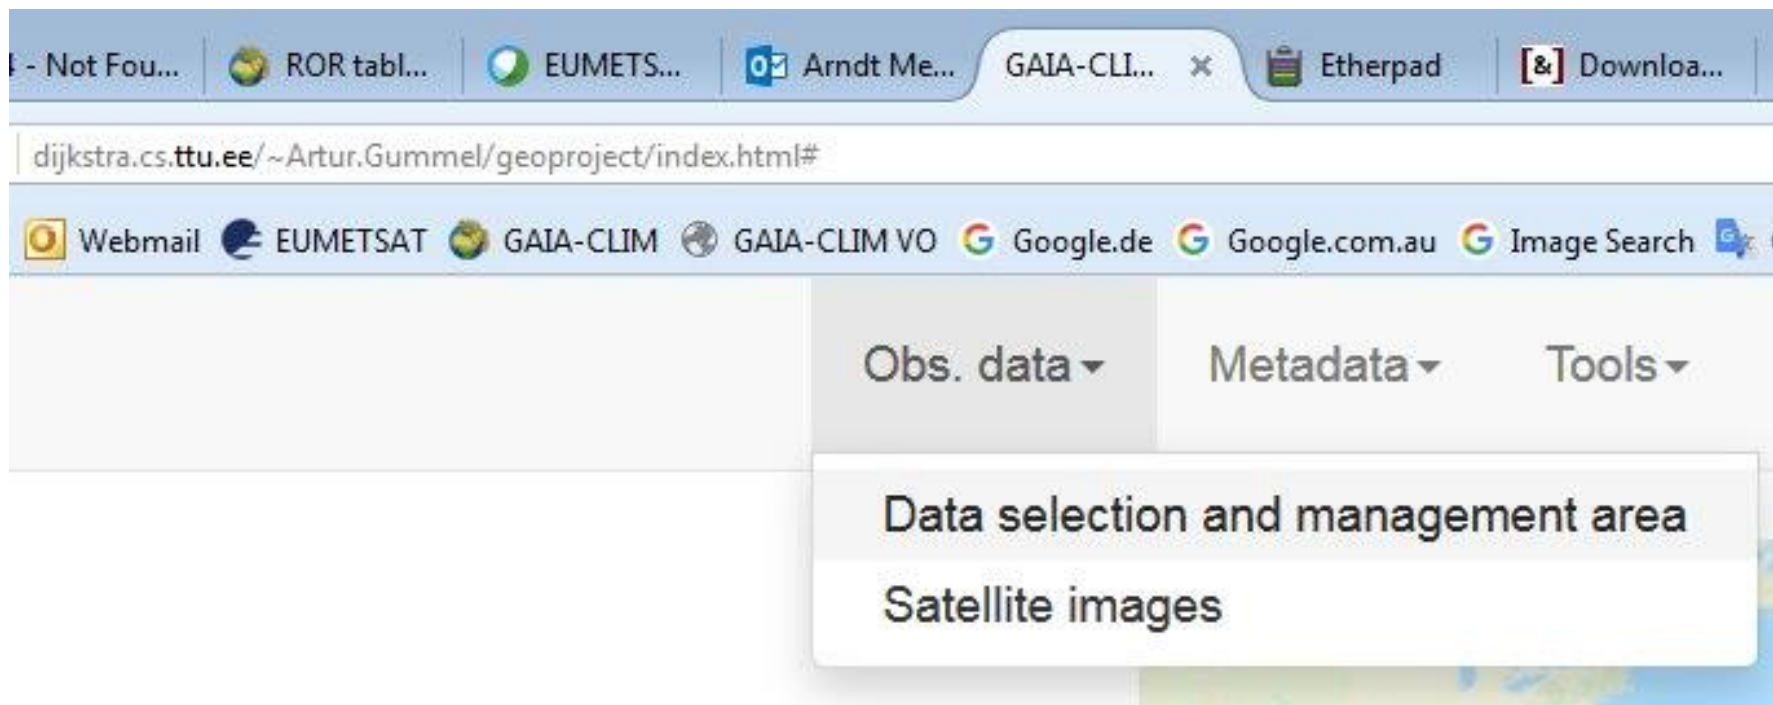 - Not Fou... ROR tabl... EUMETS... Arndt Me... GAIA-CLI... Etherpad [&] Downloa...
dijkstra.cs.ttu.ee/~Artur.Gummel/geoproject/index.html#
Webmail EUMETSAT GAIA-CLIM GAIA-CLIM VO Google.de Google.com.au Image Search
Obs. data Metadata Tools
Data selection and management area
Satellite images